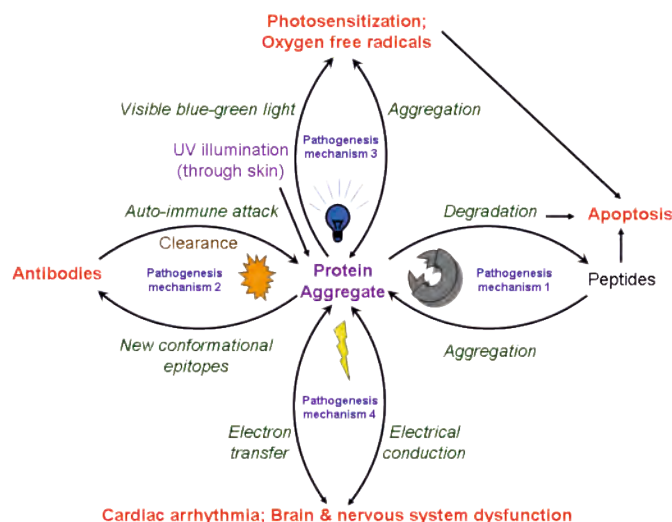 Photosensitization;
Oxygen free radicals
Visible blue-green light
Aggregation
Pathogenesis
mechanism 3
UV illumination
(through skin)
Auto-immune attack
Degradation
Apoptosis
Clearance
Antibodies
Pathogenesis
mechanism 2
Protein
Aggregate
Pathogenesis
mechanism 1
Peptides
New conformational
epitopes
Aggregation
Pathogenesis
mechanism 4
Electron
transfer
Electrical
conduction
Cardiac arrhythmia; Brain & nervous system dysfunction